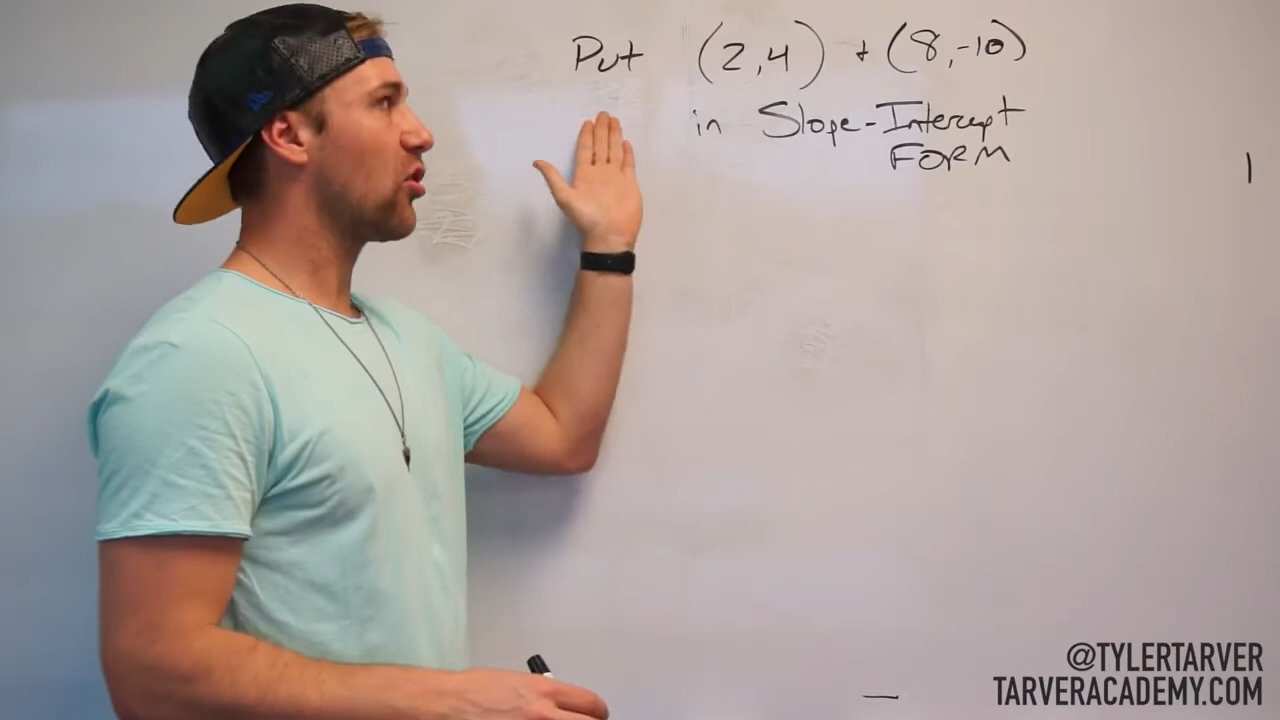 Put (2,4) + (8,-10)
in Slope-Intercept
FORM
@TYLERTARVER
TARVERACADEMY.COM